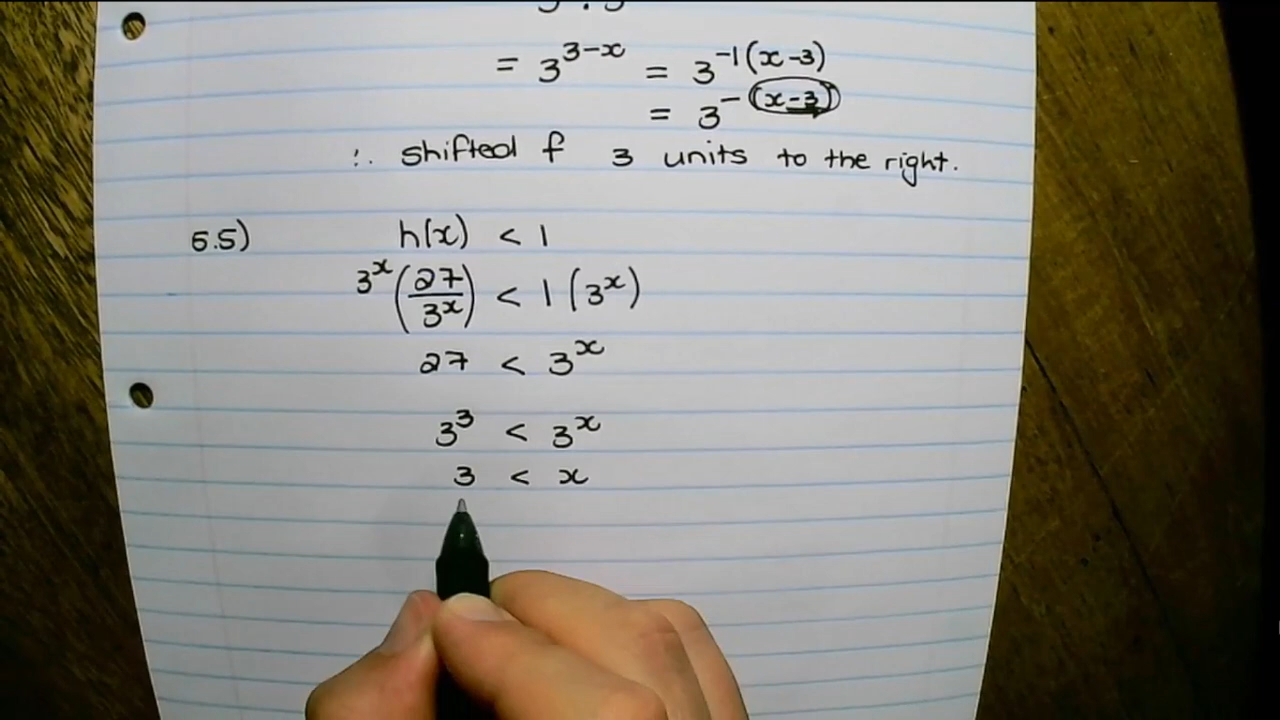 = 3^{3-x} = 3^{-1(x-3)}
= 3^{-(x-3)}
∴ shifted f 3 units to the right.
5.5) h(x) < 1
3^x (27/3^x) < 1 (3^x)
27 < 3^x
3^3 < 3^x
3 < x